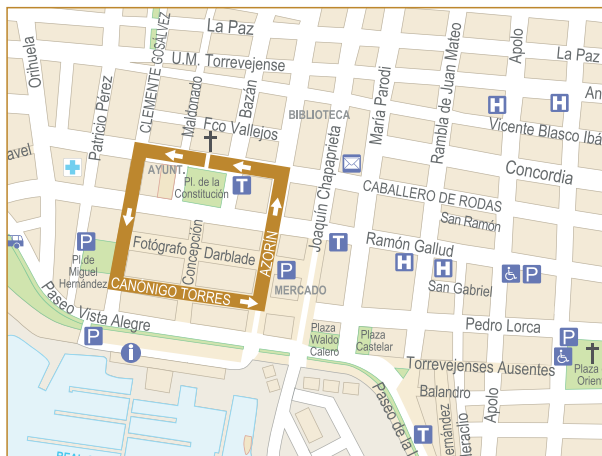 La Paz
Orihuela
CLEMENTE GOSÁLVEZ
U.M. Torrevejense
Rambla de Juan Mateo
Apolo
La Paz
Patricio Pérez
Maldonado
Bazán
María Parodi
H
H
Fco Vallejos
BIBLIOTECA
Vicente Blasco Ibá
Joaquín Chapaprieta
AYUNT.
Pl. de la
Constitución
T
Concordia
CABALLERO DE RODAS
San Ramón
Concepción
Fotógrafo Darblade
AZORÍN
T
Ramón Gallud
P
Pl. de
Miguel
Hernández
P
H
H
P
San Gabriel
CANÓNIGO TORRES
MERCADO
Paseo Vista Alegre
Pedro Lorca
P
i
Plaza
Waldo
Calero
Plaza
Castelar
P
Torrevejenses Ausentes
Plaza
Orient
Balandro
Apolo
Paseo de la
T